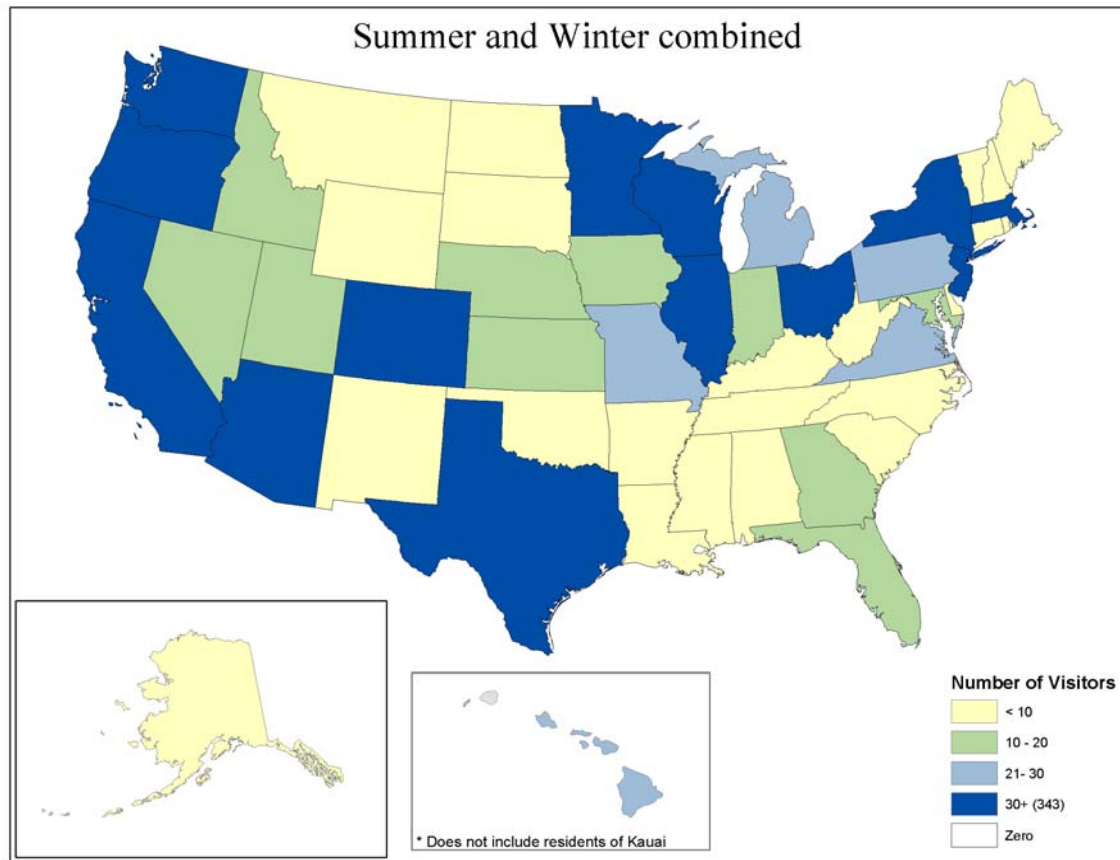 Summer and Winter combined
Number of Visitors
< 10
10 - 20
21- 30
30+ (343)
Zero
* Does not include residents of Kauai